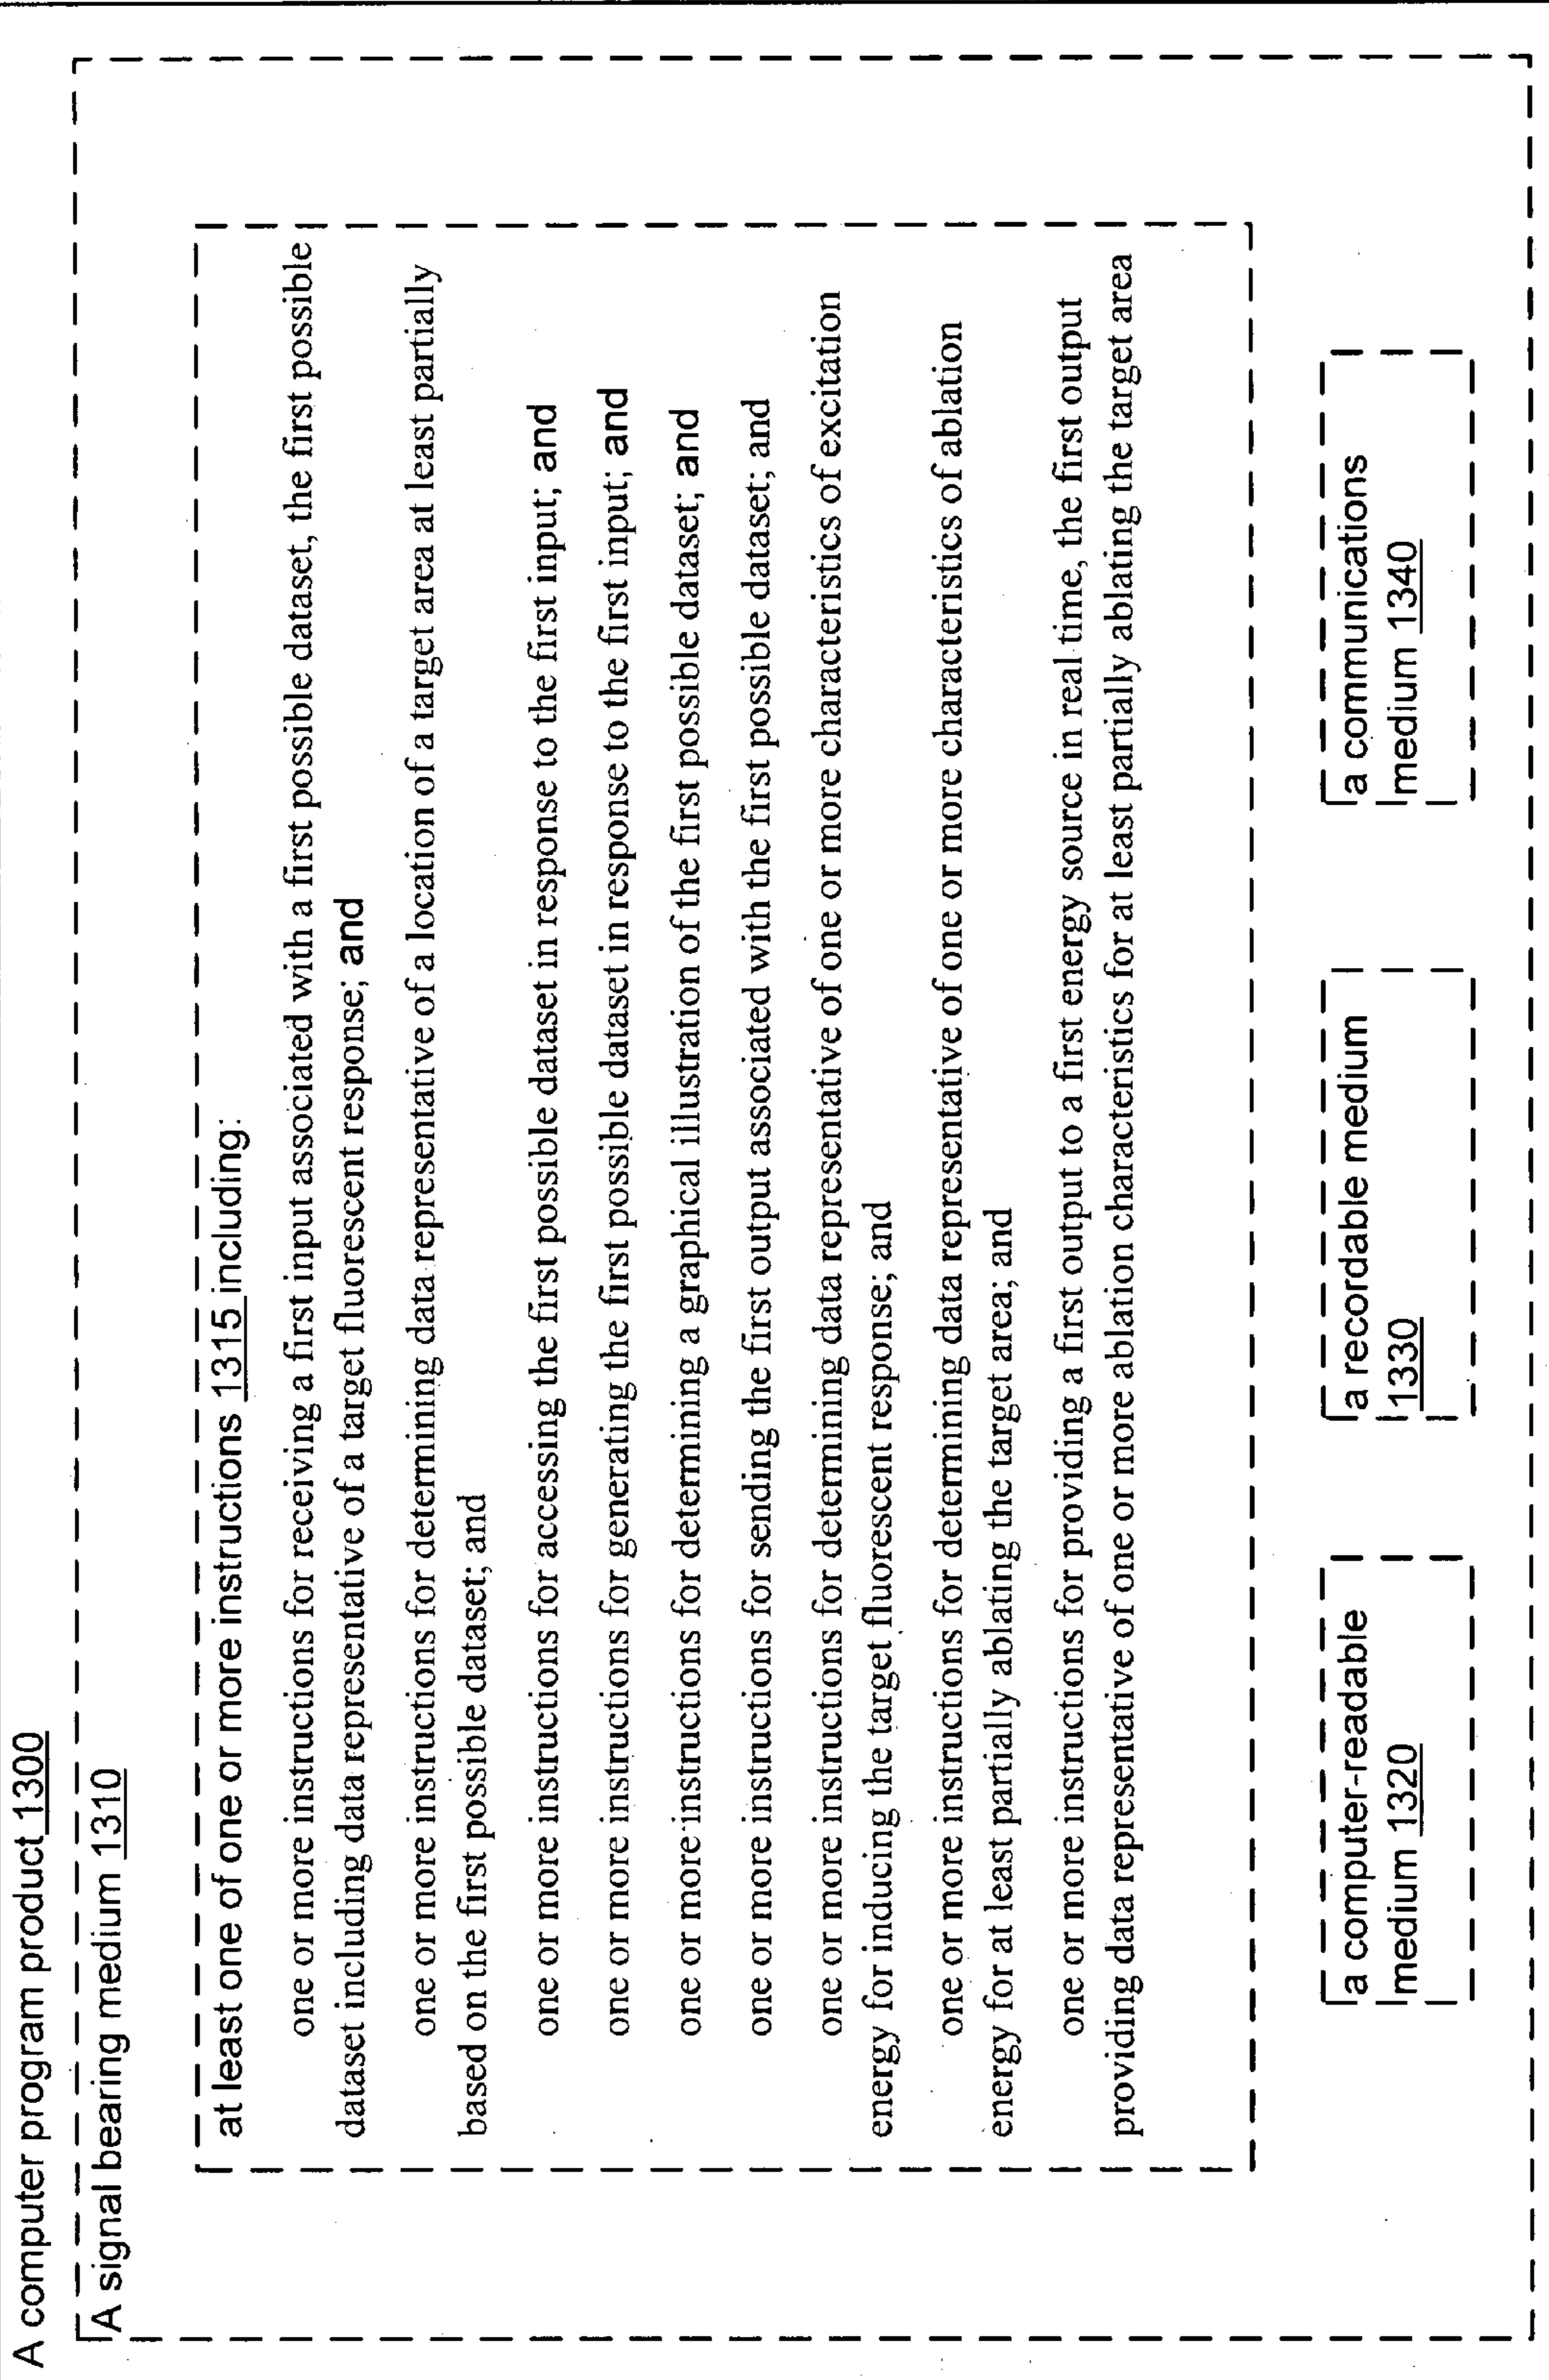 A computer program product 1300
A signal bearing medium 1310
at least one of one or more instructions 1315 including:
one or more instructions for receiving a first input associated with a first possible dataset, the first possible
dataset including data representative of a target fluorescent response; and
one or more instructions for determining data representative of a location of a target area at least partially
based on the first possible dataset; and
one or more instructions for accessing the first possible dataset in response to the first input; and
one or more instructions for generating the first possible dataset in response to the first input; and
one or more instructions for determining a graphical illustration of the first possible dataset; and
one or more instructions for sending the first output associated with the first possible dataset; and
one or more instructions for determining data representative of one or more characteristics of excitation
energy for inducing the target fluorescent response; and
one or more instructions for determining data representative of one or more characteristics of ablation
energy for at least partially ablating the target area; and
one or more instructions for providing a first output to a first energy source in real time, the first output
providing data representative of one or more ablation characteristics for at least partially ablating the target area
a computer-readable
medium 1320
a recordable medium
1330
a communications
medium 1340